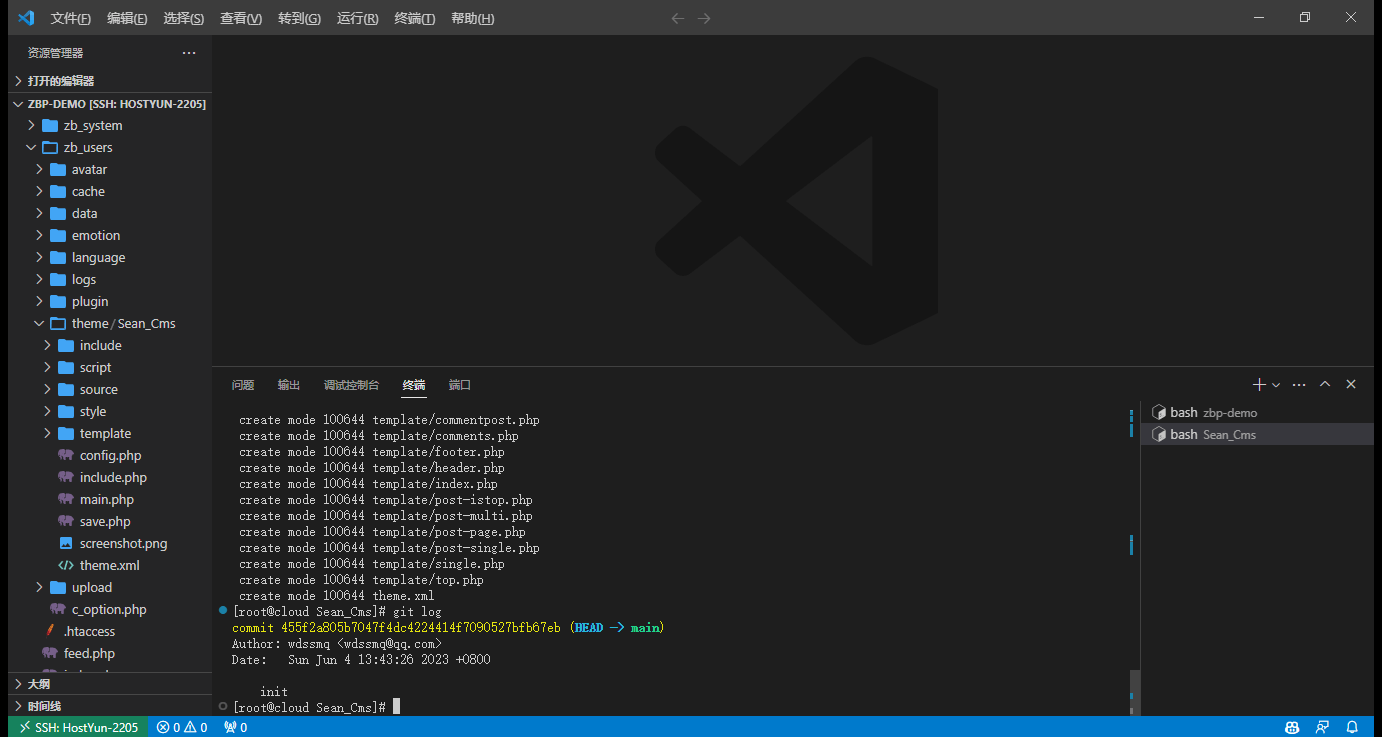 文件(F) 编辑(E) 选择(S) 查看(V) 转到(G) 运行(R) 终端(T) 帮助(H)
资源管理器
打开的编辑器
ZBP-DEMO [SSH: HOSTYUN-2205]
zb_system
zb_users
avatar
cache
data
emotion
language
logs
plugin
theme/Sean_Cms
include
script
source
style
template
config.php
include.php
main.php
save.php
screenshot.png
theme.xml
upload
c_option.php
.htaccess
feed.php
大纲
时间线
问题 输出 调试控制台 终端 端口
create mode 100644 template/commentpost.php
create mode 100644 template/comments.php
create mode 100644 template/footer.php
create mode 100644 template/header.php
create mode 100644 template/index.php
create mode 100644 template/post-istop.php
create mode 100644 template/post-multi.php
create mode 100644 template/post-page.php
create mode 100644 template/post-single.php
create mode 100644 template/single.php
create mode 100644 template/top.php
create mode 100644 theme.xml
[root@cloud Sean_Cms]# git log
commit 455f2a805b7047f4dc4224414f7090527bfb67eb (HEAD -> main)
Author: wdssmq <wdssmq@qq.com>
Date: Sun Jun 4 13:43:26 2023 +0800
init
[root@cloud Sean_Cms]#
bash zbp-demo
bash Sean_Cms
SSH: HostYun-2205 0 0 0